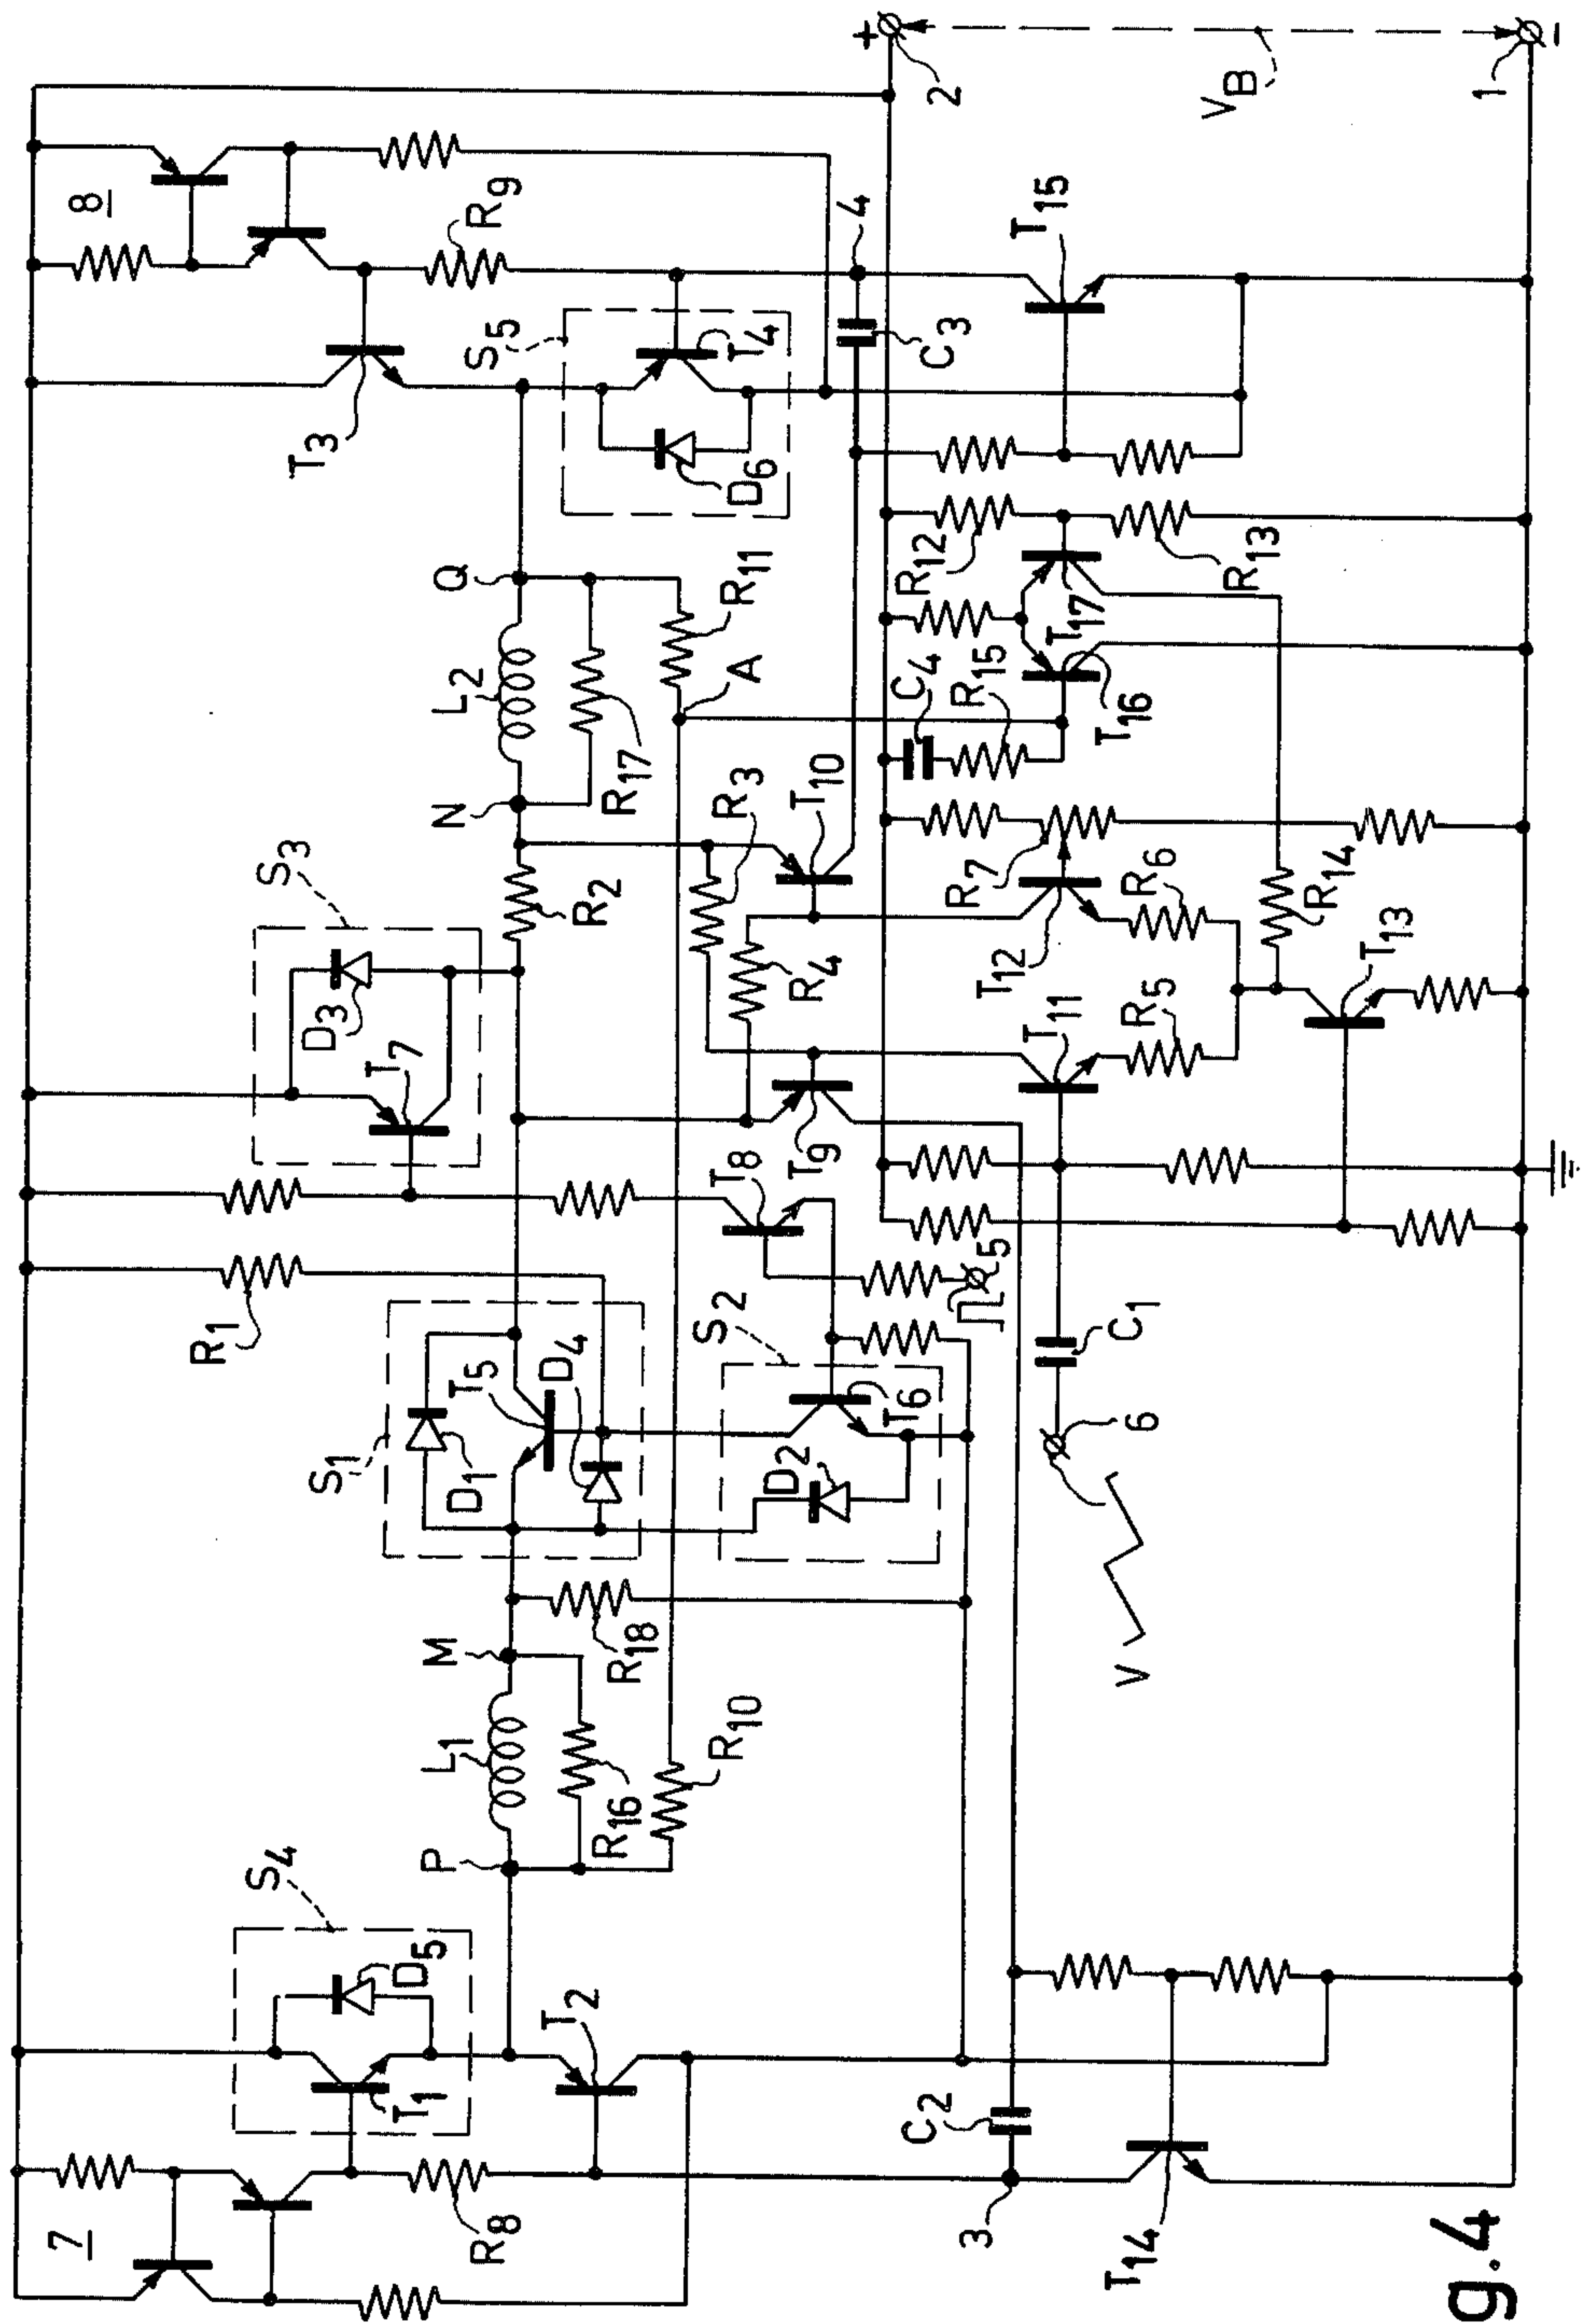 7
8
S4
S3
R1
T1
D5
D3
T7
T3
R9
S5
R8
P
L1
M
S1
D1
T5
D4
R2
N
L2
Q
D6
T4
T2
R16
R18
R17
R11
R10
A
S2
T8
R3
R4
D2
T6
T9
T10
C3
4
2
+
C2
3
5
C4
R15
R12
6
C1
T11
T12
R7
T16
T17
T15
V
R5
R6
R14
R13
VB
T14
T13
1
-
g.4